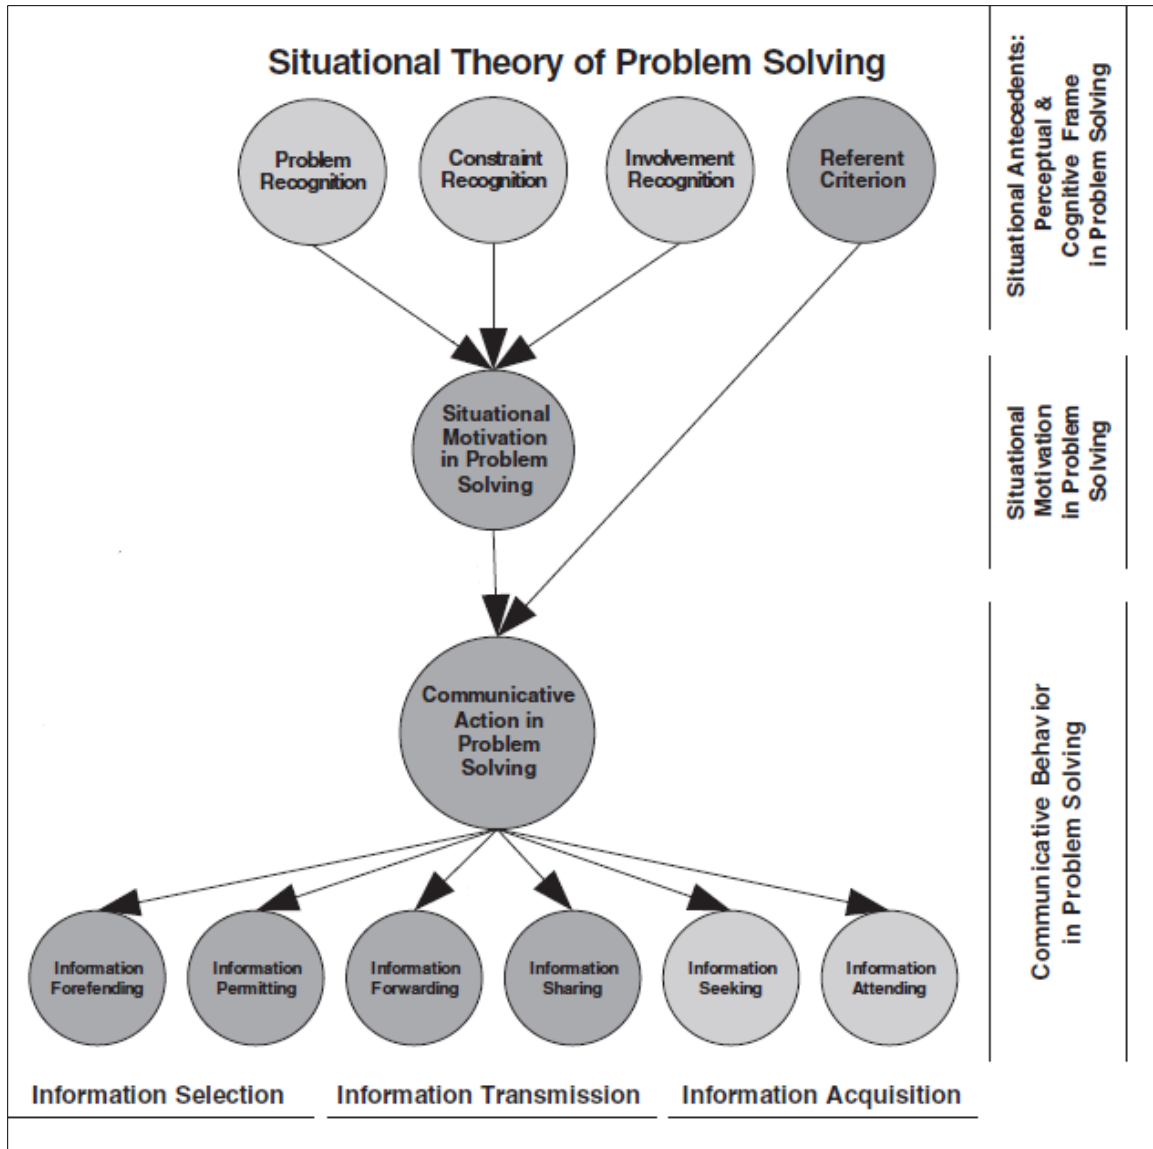 Situational Theory of Problem Solving
Problem
Recognition
Constraint
Recognition
Involvement
Recognition
Referent
Criterion
Situational Antecedents:
Perceptual &
Cognitive Frame
in Problem Solving
Situational
Motivation
in Problem
Solving
Situational
Motivation
in Problem
Solving
Communicative
Action in
Problem
Solving
Communicative Behavior
in Problem Solving
Information
Forefending
Information
Permitting
Information
Forwarding
Information
Sharing
Information
Seeking
Information
Attending
Information Selection
Information Transmission
Information Acquisition